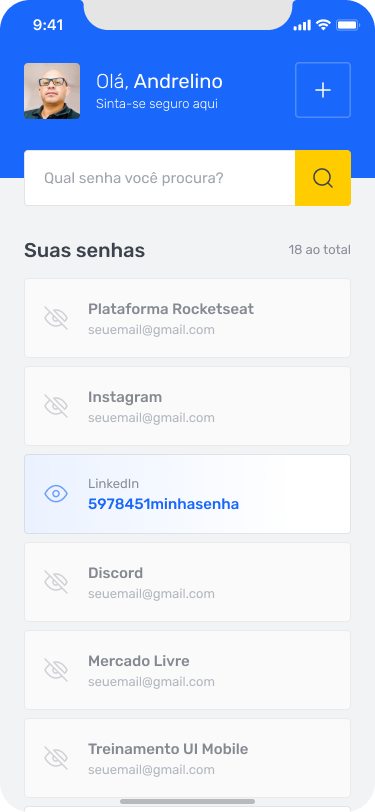 9:41
Olá, Andrelino
Sinta-se seguro aqui
Qual senha você procura?
Suas senhas
18 ao total
Plataforma Rocketseat
seuemail@gmail.com
Instagram
seuemail@gmail.com
LinkedIn
5978451minhasenha
Discord
seuemail@gmail.com
Mercado Livre
seuemail@gmail.com
Treinamento UI Mobile
seuemail@gmail.com